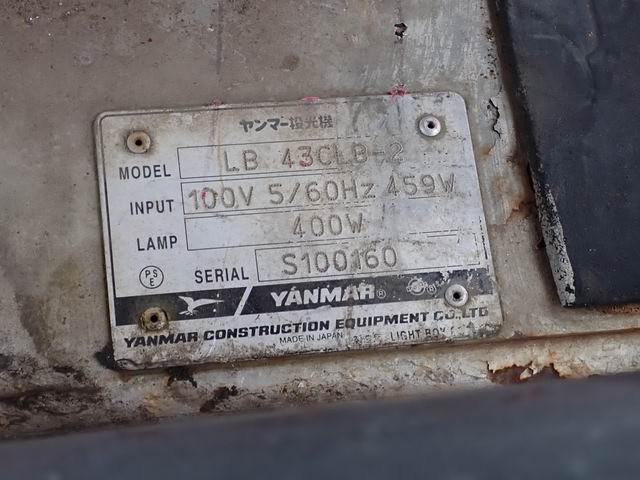 ヤンマー投光機
MODEL LB 43CLB-2
INPUT 100V 5/60Hz 459W
LAMP 400W
PSE SERIAL S100160
YANMAR®
YANMAR CONSTRUCTION EQUIPMENT CO.,LTD
MADE IN JAPAN LIGHT BOY